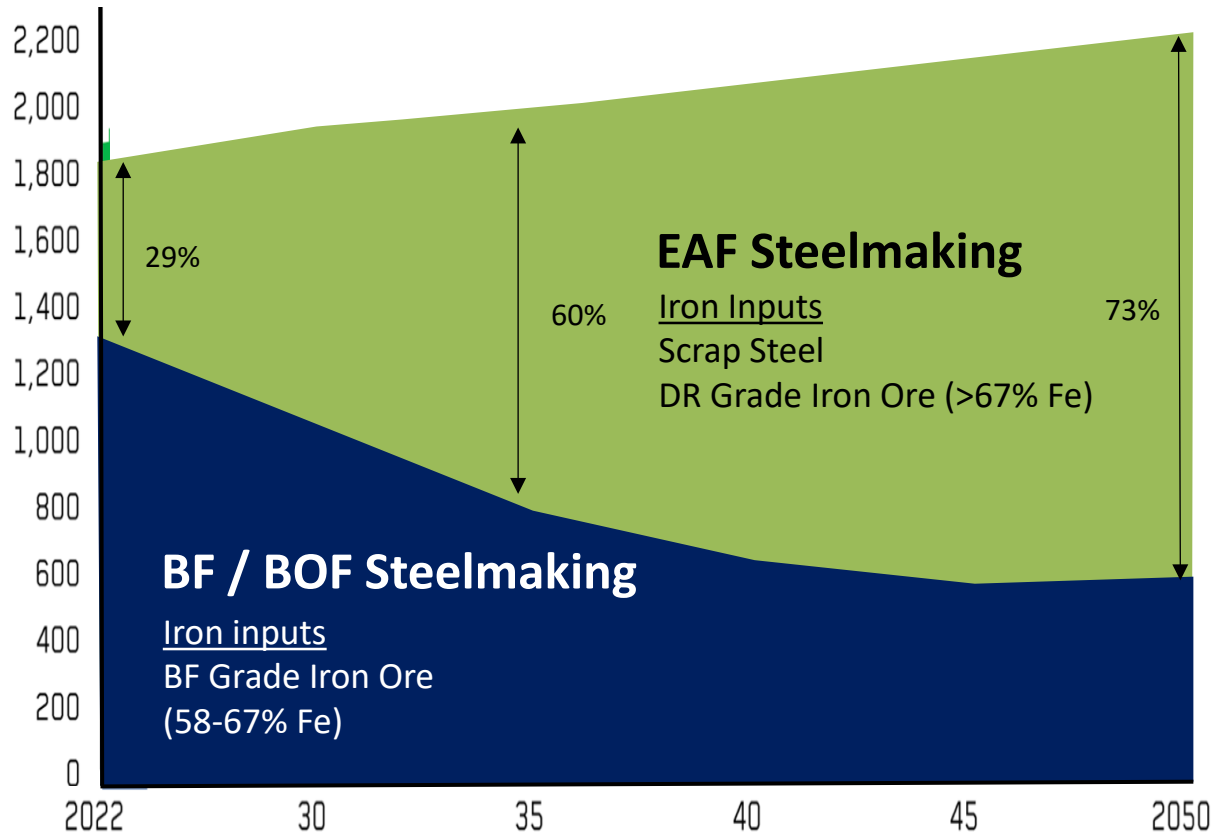 2,200
2,000
1,800
1,600
1,400
1,200
1,000
800
600
400
200
0
29%
60%
73%
EAF Steelmaking
Iron Inputs
Scrap Steel
DR Grade Iron Ore (>67% Fe)
BF / BOF Steelmaking
Iron inputs
BF Grade Iron Ore
(58-67% Fe)
2022 30 35 40 45 2050